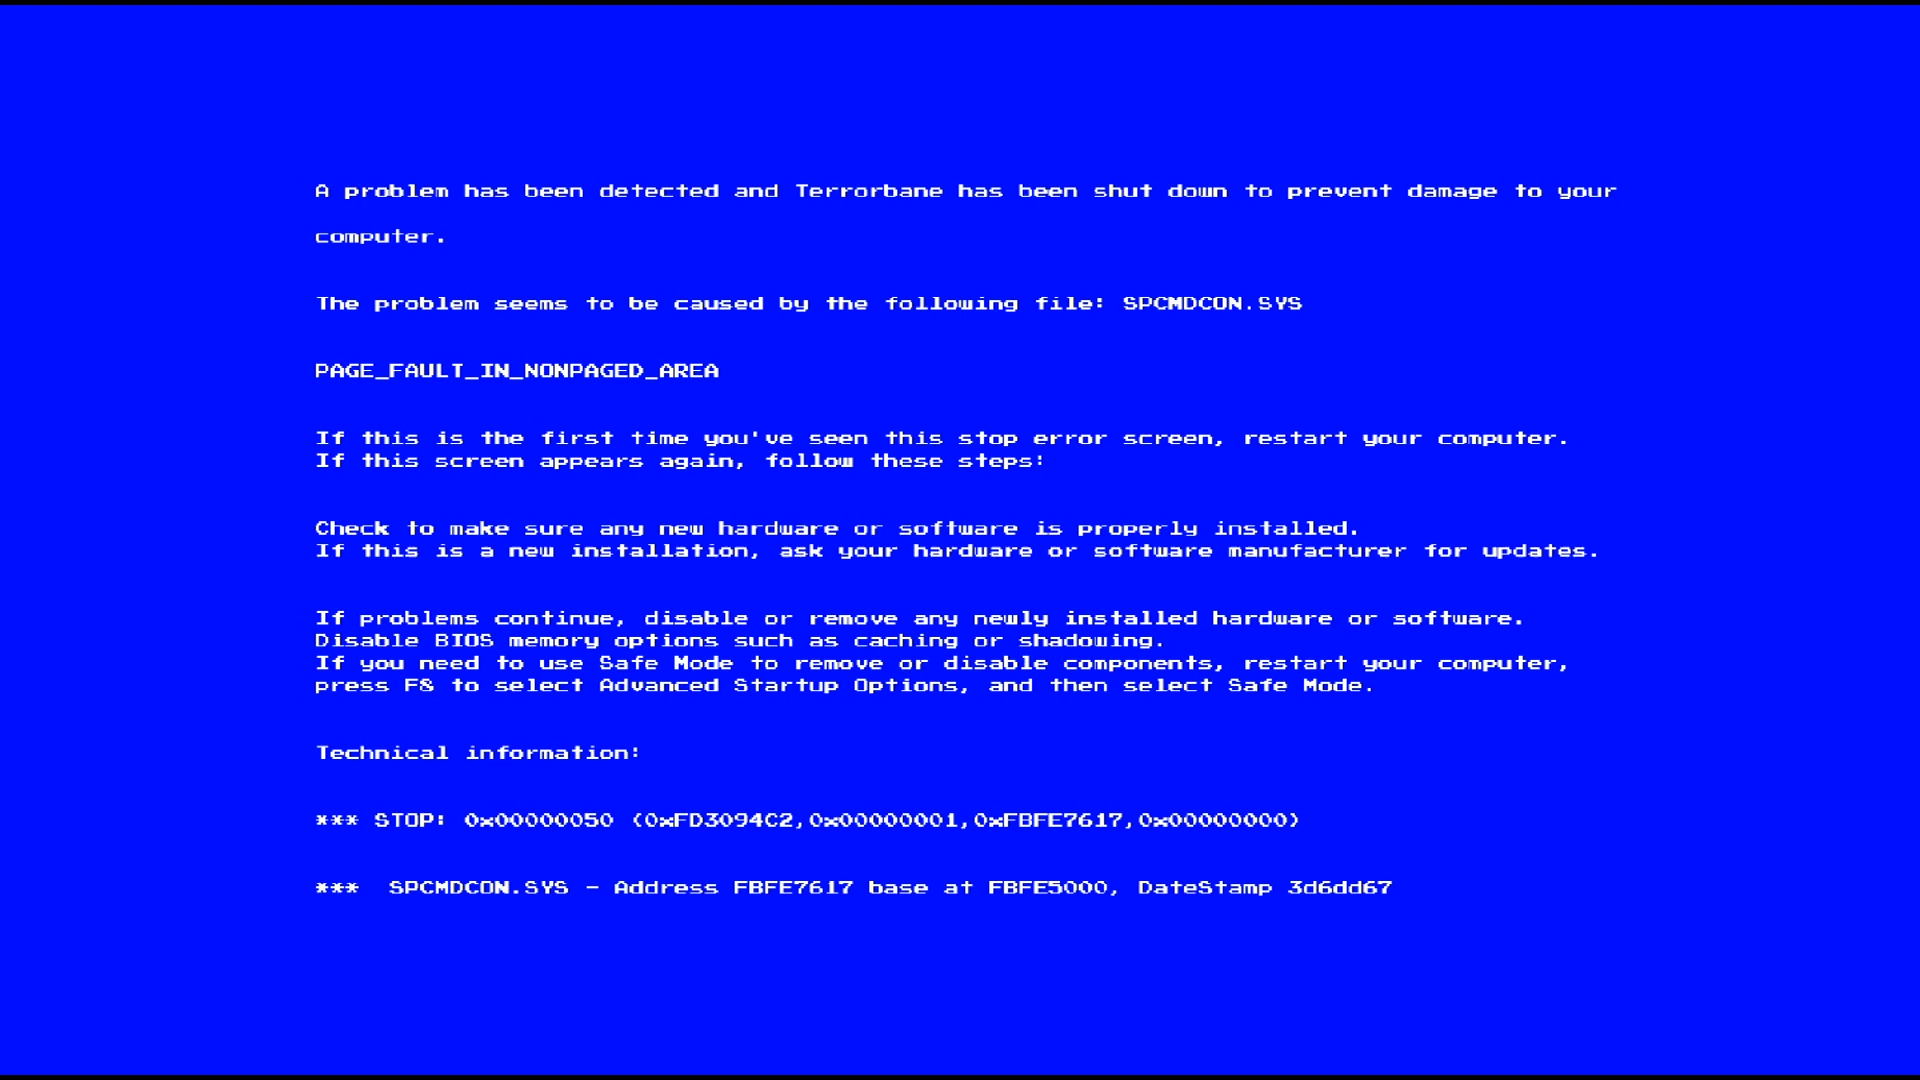 A problem has been detected and Terrorbane has been shut down to prevent damage to your
computer.
The problem seems to be caused by the following file: SPCMDCON.SYS
PAGE_FAULT_IN_NONPAGED_AREA
If this is the first time you've seen this stop error screen, restart your computer.
If this screen appears again, follow these steps:
Check to make sure any new hardware or software is properly installed.
If this is a new installation, ask your hardware or software manufacturer for updates.
If problems continue, disable or remove any newly installed hardware or software.
Disable BIOS memory options such as caching or shadowing.
If you need to use Safe Mode to remove or disable components, restart your computer,
press F8 to select Advanced Startup Options, and then select Safe Mode.
Technical information:
*** STOP: 0x00000050 (0xFD3094C2,0x00000001,0xFBFE7617,0x00000000)
***  SPCMDCON.SYS - Address FBFE7617 base at FBFE5000, DateStamp 3d6dd67